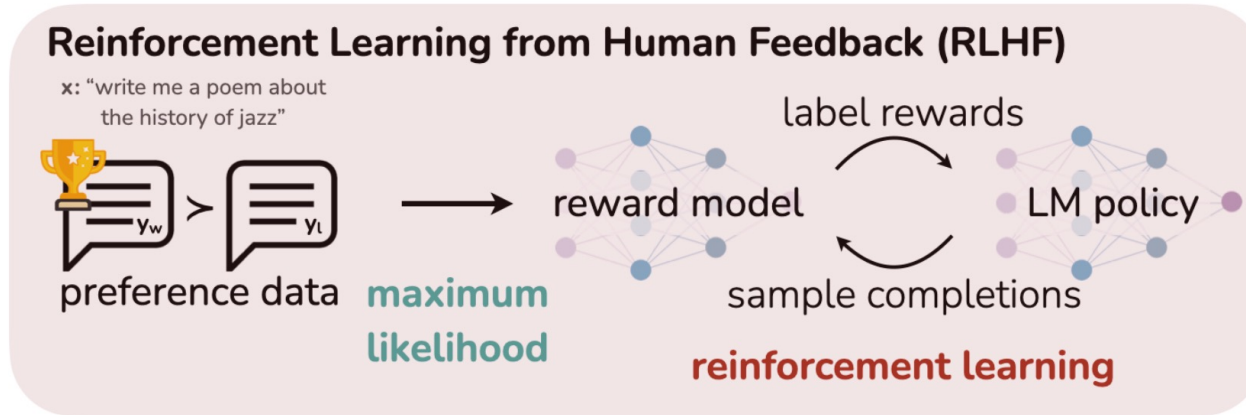 Reinforcement Learning from Human Feedback (RLHF)
x: “write me a poem about
the history of jazz”
label rewards
yw
≻
yl
reward model
LM policy
preference data
maximum
likelihood
sample completions
reinforcement learning